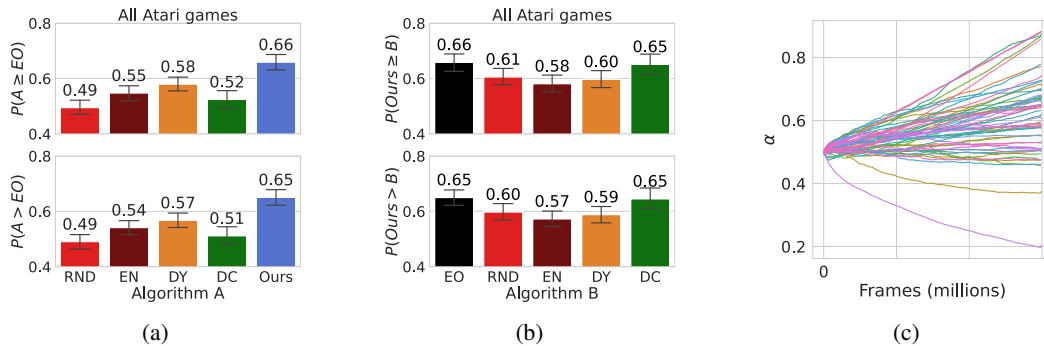 All Atari games
0.8
0.6
0.4
P(A ≥ EO)
0.49
0.55
0.58
0.52
0.66
0.8
0.6
0.4
P(A > EO)
0.49
0.54
0.57
0.51
0.65
RND EN DY DC Ours
Algorithm A
(a)
All Atari games
0.8
0.6
0.4
P(Ours ≥ B)
0.66
0.61
0.58
0.60
0.65
0.8
0.6
0.4
P(Ours > B)
0.65
0.60
0.57
0.59
0.65
EO RND EN DY DC
Algorithm B
(b)
0.8
0.6
0.4
0.2
α
0
Frames (millions)
(c)